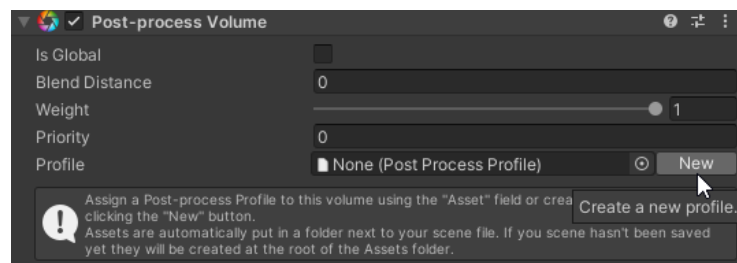 Post-process Volume
Is Global
Blend Distance 0
Weight 1
Priority 0
Profile None (Post Process Profile) New
Assign a Post-process Profile to this volume using the "Asset" field or crea
Create a new profile.
clicking the "New" button.
Assets are automatically put in a folder next to your scene file. If you scene hasn't been saved
yet they will be created at the root of the Assets folder.